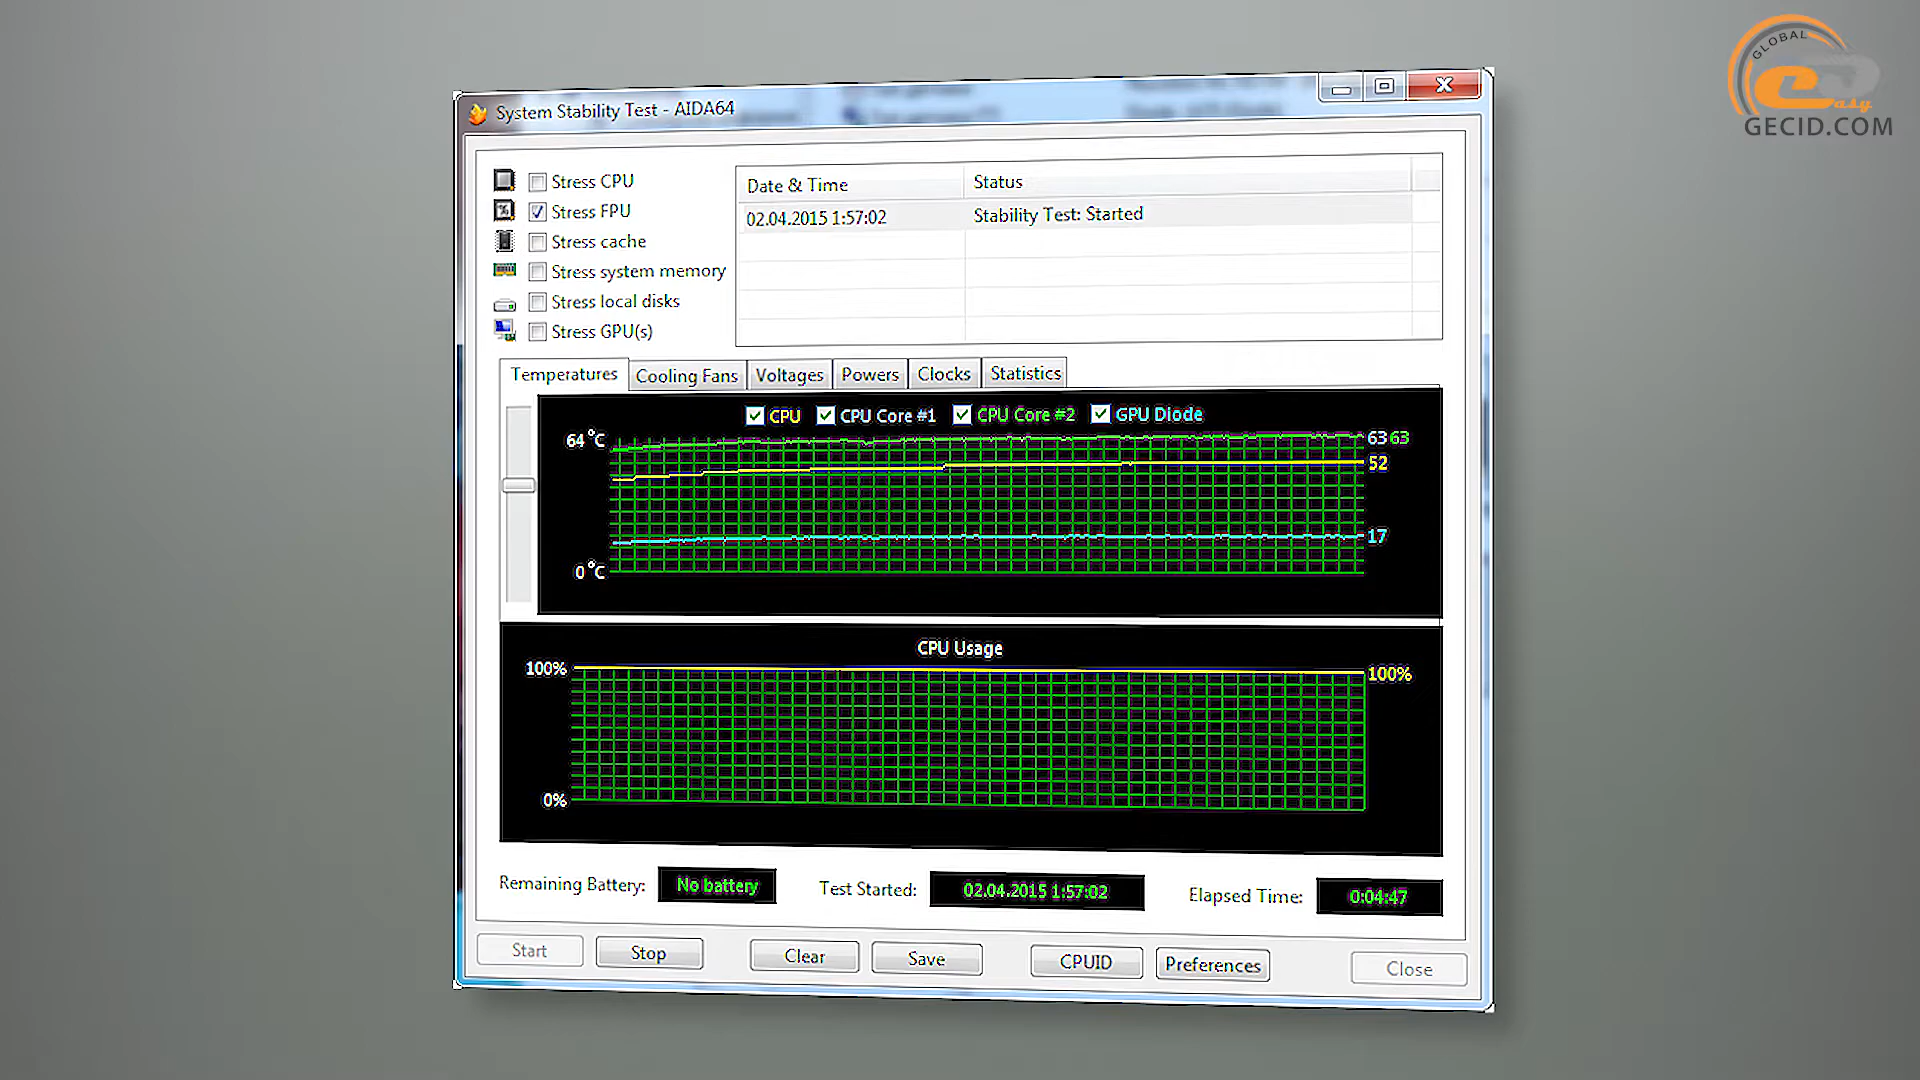 GLOBAL
easy
GECID.COM
System Stability Test - AIDA64
Stress CPU
Stress FPU
Stress cache
Stress system memory
Stress local disks
Stress GPU(s)
Date & Time Status
02.04.2015 1:57:02 Stability Test: Started
Temperatures Cooling Fans Voltages Powers Clocks Statistics
CPU CPU Core #1 CPU Core #2 GPU Diode
64 °C 63 63
52
17
0 °C
CPU Usage
100% 100%
0%
Remaining Battery: No battery Test Started: 02.04.2015 1:57:02 Elapsed Time: 0:04:47
Start Stop Clear Save CPUID Preferences Close